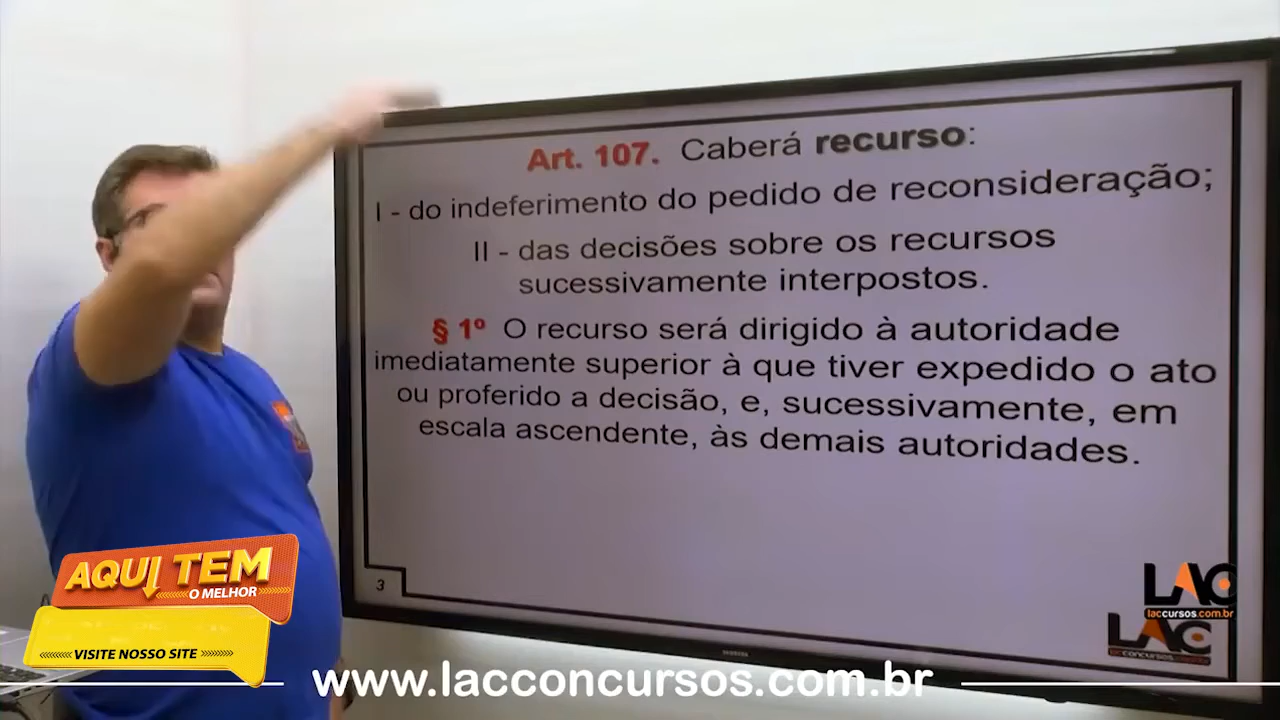 Art. 107. Caberá recurso:
I - do indeferimento do pedido de reconsideração;
II - das decisões sobre os recursos
sucessivamente interpostos.
§ 1º O recurso será dirigido à autoridade
imediatamente superior à que tiver expedido o ato
ou proferido a decisão, e, sucessivamente, em
escala ascendente, às demais autoridades.
3
LAC
laccursos.com.br
LAC
AQUI TEM
O MELHOR
VISITE NOSSO SITE
www.lacconcursos.com.br